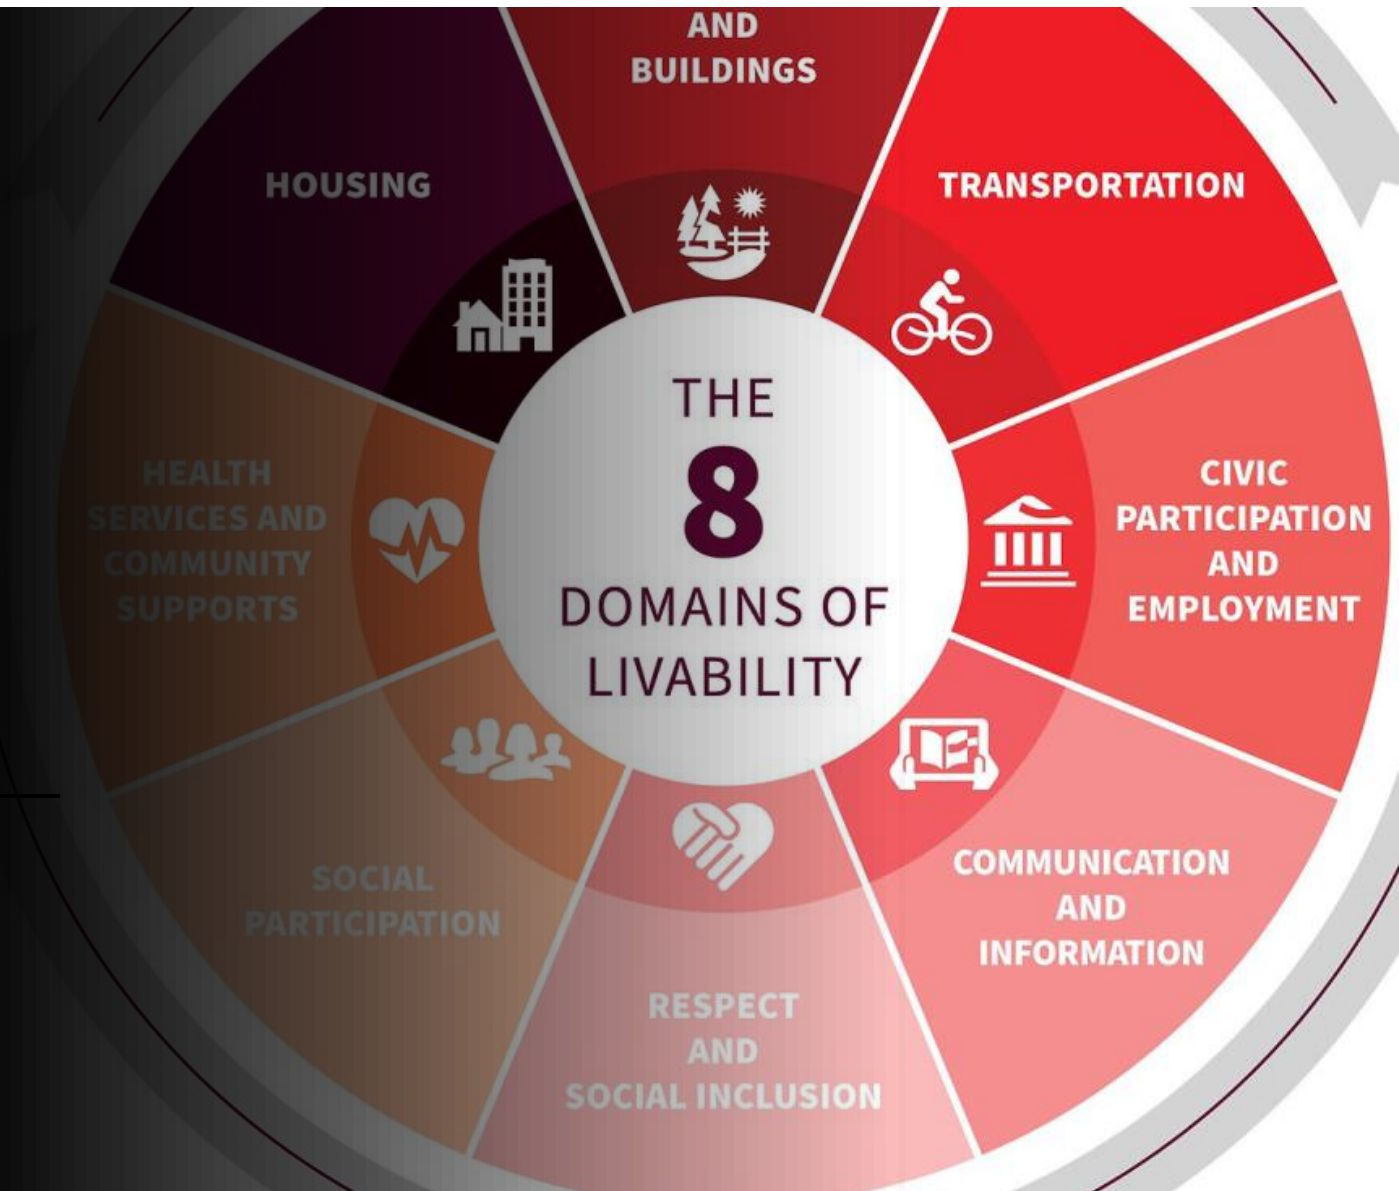 AND
BUILDINGS
HOUSING
TRANSPORTATION
THE
8
DOMAINS OF
LIVABILITY
HEALTH
SERVICES AND
COMMUNITY
SUPPORTS
CIVIC
PARTICIPATION
AND
EMPLOYMENT
SOCIAL
PARTICIPATION
COMMUNICATION
AND
INFORMATION
RESPECT
AND
SOCIAL INCLUSION